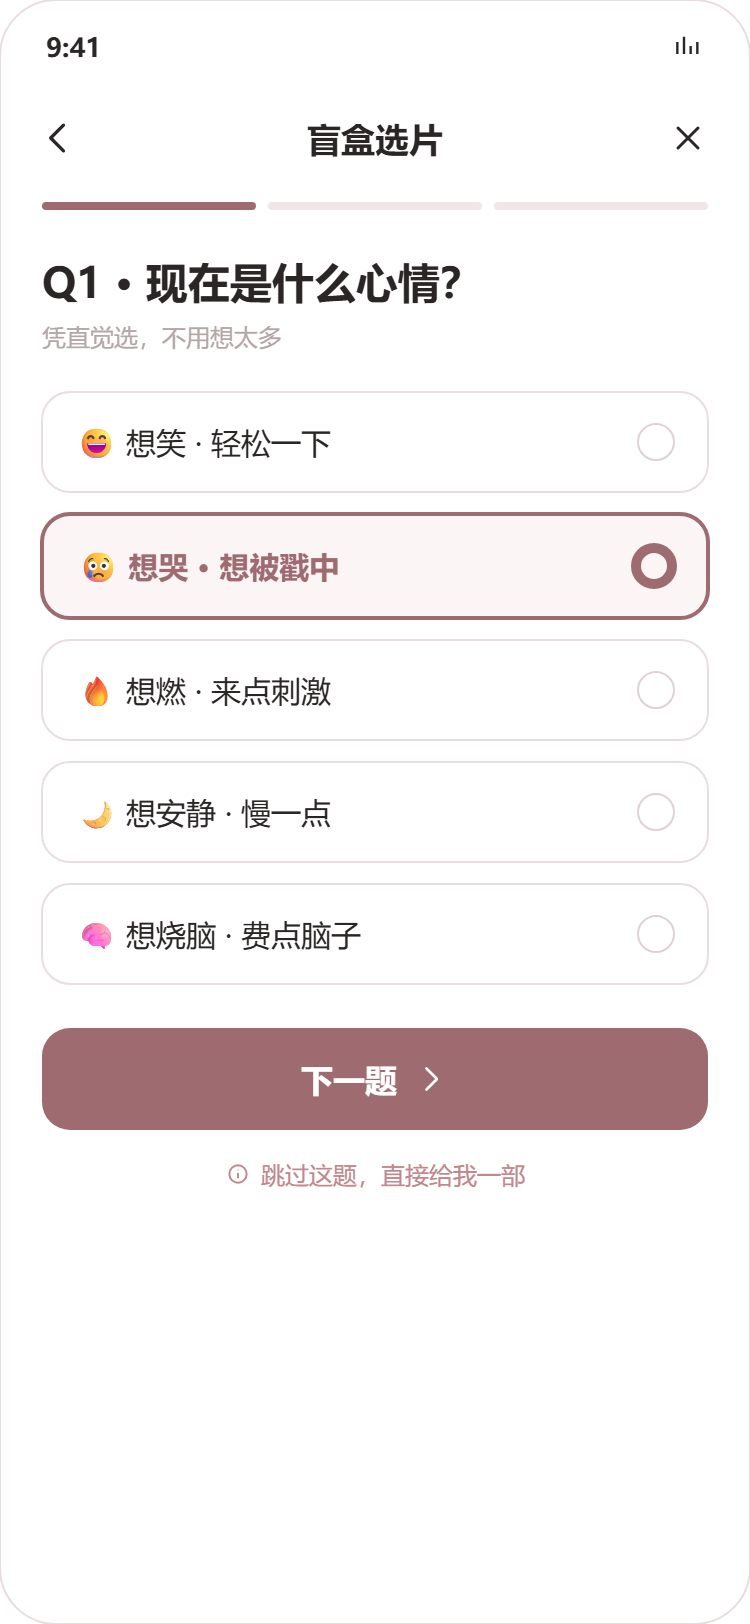 9:41
盲盒选片
Q1 · 现在是什么心情?
凭直觉选，不用想太多
😄 想笑 · 轻松一下
😢 想哭 · 想被戳中
🔥 想燃 · 来点刺激
🌙 想安静 · 慢一点
🧠 想烧脑 · 费点脑子
下一题
跳过这题，直接给我一部